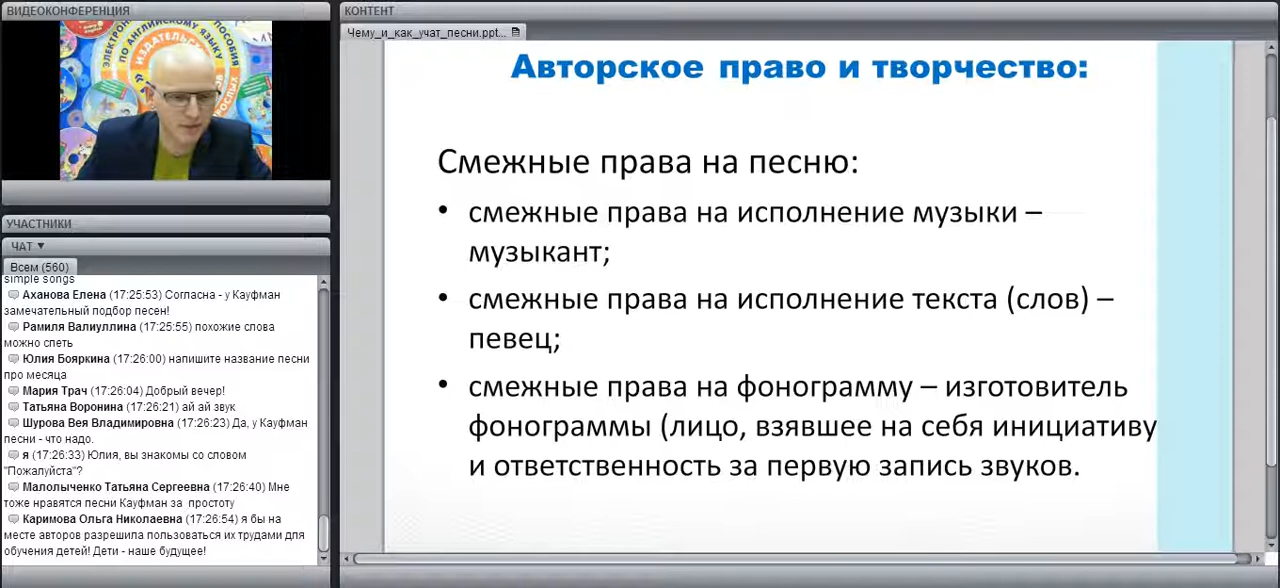 ВИДЕОКОНФЕРЕНЦИЯ
ЭЛЕКТРОН
ПО АНГЛИЙСКОМУ ЯЗЫКУ
ПОСОБИЯ
ИЗДАТЕЛЬС
УЧАСТНИКИ
ЧАТ ▼
Всем (560)
simple songs
Аханова Елена (17:25:53) Согласна - у Кауфман
замечательный подбор песен!
Рамиля Валиуллина (17:25:55) похожие слова
можно спеть
Юлия Бояркина (17:26:00) напишите название песни
про месяца
Мария Трач (17:26:04) Добрый вечер!
Татьяна Воронина (17:26:21) ай ай звук
Шурова Вея Владимировна (17:26:23) Да, у Кауфман
песни - что надо.
я (17:26:33) Юлия, вы знакомы со словом
"Пожалуйста"?
Малолыченко Татьяна Сергеевна (17:26:40) Мне
тоже нравятся песни Кауфман за простоту
Каримова Ольга Николаевна (17:26:54) я бы на
месте авторов разрешила пользоваться их трудами для
обучения детей! Дети - наше будущее!
КОНТЕНТ
Чему_и_как_учат_песни.ppt...
Авторское право и творчество:
Смежные права на песню:
• смежные права на исполнение музыки –
музыкант;
• смежные права на исполнение текста (слов) –
певец;
• смежные права на фонограмму – изготовитель
фонограммы (лицо, взявшее на себя инициативу
и ответственность за первую запись звуков.